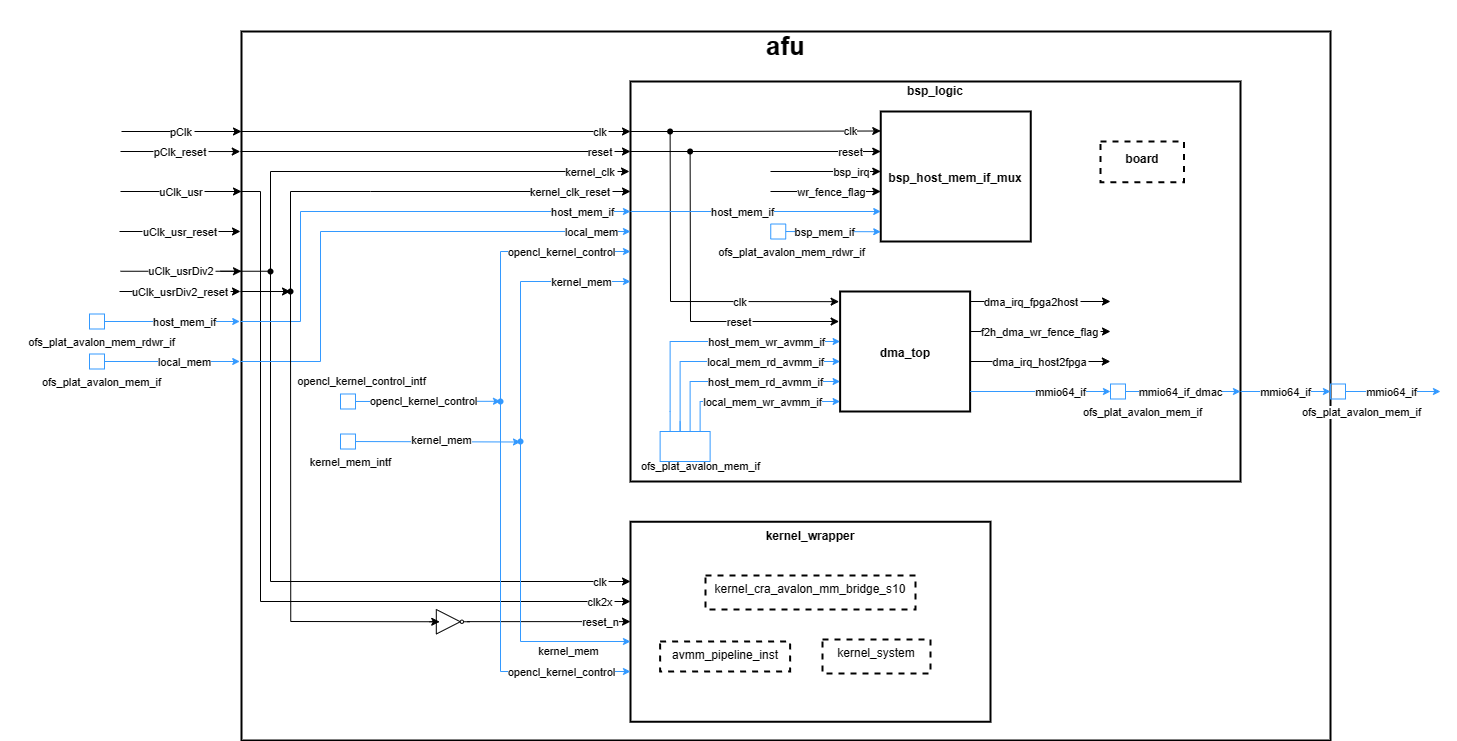 afu
bsp_logic
pClk
clk
clk
pClk_reset
reset
reset
board
kernel_clk
bsp_irq
bsp_host_mem_if_mux
uClk_usr
kernel_clk_reset
wr_fence_flag
host_mem_if
host_mem_if
uClk_usr_reset
local_mem
bsp_mem_if
opencl_kernel_control
ofs_plat_avalon_mem_rdwr_if
uClk_usrDiv2
kernel_mem
uClk_usrDiv2_reset
clk
dma_irq_fpga2host
host_mem_if
reset
ofs_plat_avalon_mem_rdwr_if
host_mem_wr_avmm_if
f2h_dma_wr_fence_flag
dma_top
local_mem
local_mem_rd_avmm_if
dma_irq_host2fpga
ofs_plat_avalon_mem_if
opencl_kernel_control_intf
host_mem_rd_avmm_if
mmio64_if
mmio64_if_dmac
mmio64_if
mmio64_if
opencl_kernel_control
local_mem_wr_avmm_if
ofs_plat_avalon_mem_if
ofs_plat_avalon_mem_if
kernel_mem
kernel_mem_intf
ofs_plat_avalon_mem_if
kernel_wrapper
clk
kernel_cra_avalon_mm_bridge_s10
clk2x
reset_n
kernel_mem
avmm_pipeline_inst
kernel_system
opencl_kernel_control